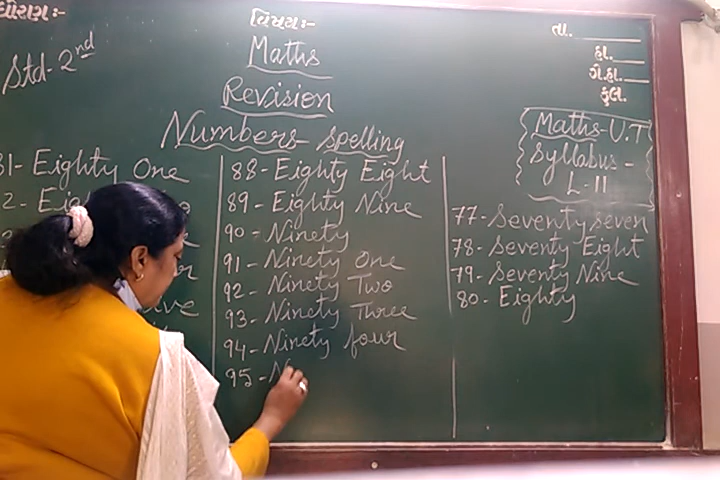 ધોરણ:-
વિષય:-
તા.
હા.
ગે.હા.
કુલ.
Std- 2nd
Maths
Revision
Numbers- spelling
Maths-U.T
Syllabus-
L-11
81- Eighty One
88- Eighty Eight
89- Eighty Nine
90- Ninety
91- Ninety One
92- Ninety Two
93- Ninety Three
94- Ninety four
95- N
77- Seventy seven
78- Seventy Eight
79- Seventy Nine
80- Eighty